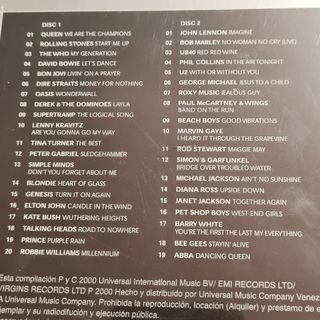 DISC 1
01 QUEEN WE ARE THE CHAMPIONS
02 ROLLING STONES START ME UP
03 THE WHO MY GENERATION
04 DAVID BOWIE LET'S DANCE
05 BON JOVI LIVIN' ON A PRAYER
06 DIRE STRAITS MONEY FOR NOTHING
07 OASIS WONDERWALL
08 DEREK & THE DOMINOES LAYLA
09 SUPERTRAMP THE LOGICAL SONG
10 LENNY KRAVITZ
ARE YOU GONNA GO MY WAY
11 TINA TURNER THE BEST
12 PETER GABRIEL SLEDGEHAMMER
13 SIMPLE MINDS
DON'T YOU FORGET ABOUT ME
14 BLONDIE HEART OF GLASS
15 GENESIS TURN IT ON AGAIN
16 ELTON JOHN CANDLE IN THE WIND
17 KATE BUSH WUTHERING HEIGHTS
18 TALKING HEADS ROAD TO NOWHERE
19 PRINCE PURPLE RAIN
20 ROBBIE WILLIAMS MILLENNIUM
DISC 2
01 JOHN LENNON IMAGINE
02 BOB MARLEY NO WOMAN NO CRY (LIVE)
03 UB40 RED RED WINE
04 PHIL COLLINS IN THE AIR TONIGHT
05 U2 WITH OR WITHOUT YOU
06 GEORGE MICHAEL JESUS TO A CHILD
07 ROXY MUSIC JEALOUS GUY
08 PAUL McCARTNEY & WINGS
BAND ON THE RUN
09 BEACH BOYS GOOD VIBRATIONS
10 MARVIN GAYE
I HEARD IT THROUGH THE GRAPEVINE
11 ROD STEWART MAGGIE MAY
12 SIMON & GARFUNKEL
BRIDGE OVER TROUBLED WATER
13 MICHAEL JACKSON AIN'T NO SUNSHINE
14 DIANA ROSS UPSIDE DOWN
15 JANET JACKSON TOGETHER AGAIN
16 PET SHOP BOYS WEST END GIRLS
17 BARRY WHITE
YOU'RE THE FIRST THE LAST MY EVERYTHING
18 BEE GEES STAYIN' ALIVE
19 ABBA DANCING QUEEN
Esta compilación P y C 2000 Universal International Music BV/ EMI RECORDS LTD/
VIRGINS RECORDS LTD P 2000 Hecho y distribuido por Universal Music Company Venez
A Universal Music Company. Prohibida la reproducción, locación (Alquiler) y prestamo de e
su radiodifusión y ejecución pública.